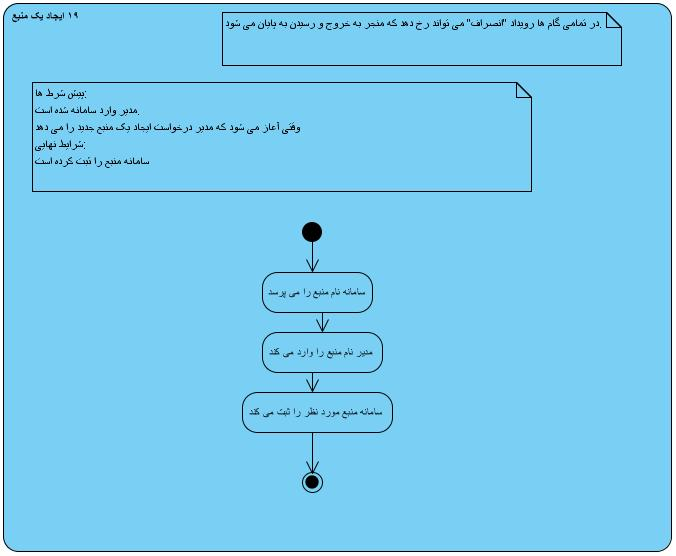 ۱۹ ایجاد یک منبع
در تمامی گام ها رویداد "انصراف" می تواند رخ دهد که منجر به خروج و رسیدن به پایان می شود.
پیش شرط ها:
مدیر وارد سامانه شده است.
وقتی آغاز می شود که مدیر درخواست ایجاد یک منبع جدید را می دهد
شرایط نهایی:
سامانه منبع را ثبت کرده است
سامانه نام منبع را می پرسد
مدیر نام منبع را وارد می کند
سامانه منبع مورد نظر را ثبت می کند